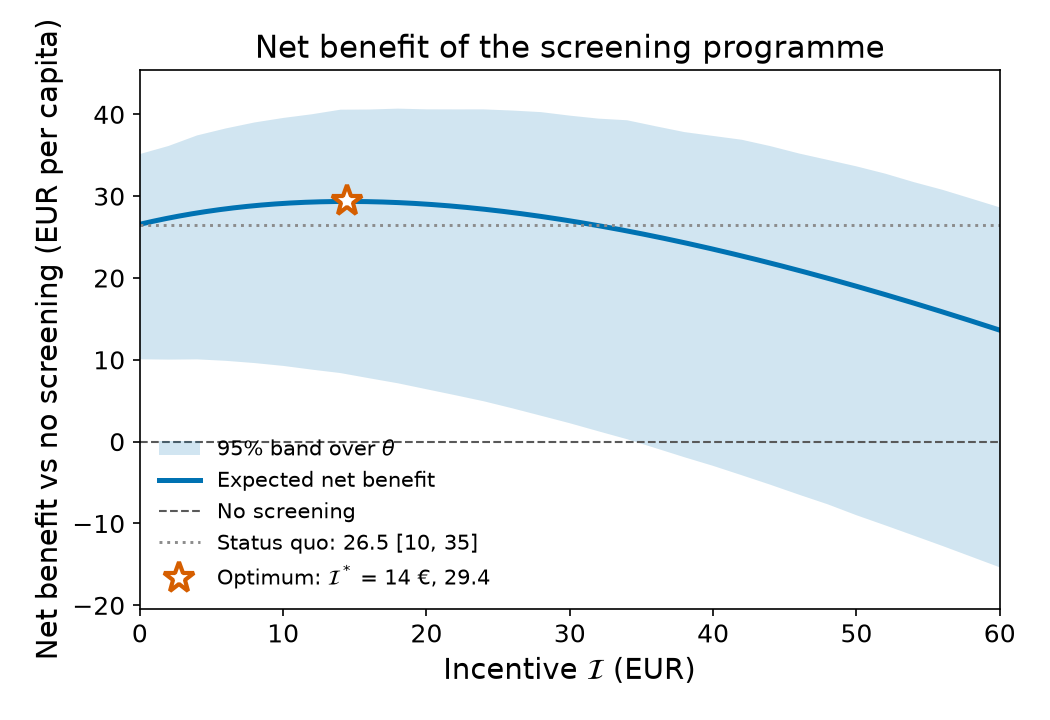 Net benefit of the screening programme
Net benefit vs no screening (EUR per capita)
40
30
20
10
0
−10
−20
95% band over θ
Expected net benefit
No screening
Status quo: 26.5 [10, 35]
Optimum: ℐ* = 14 €, 29.4
0 10 20 30 40 50 60
Incentive ℐ (EUR)